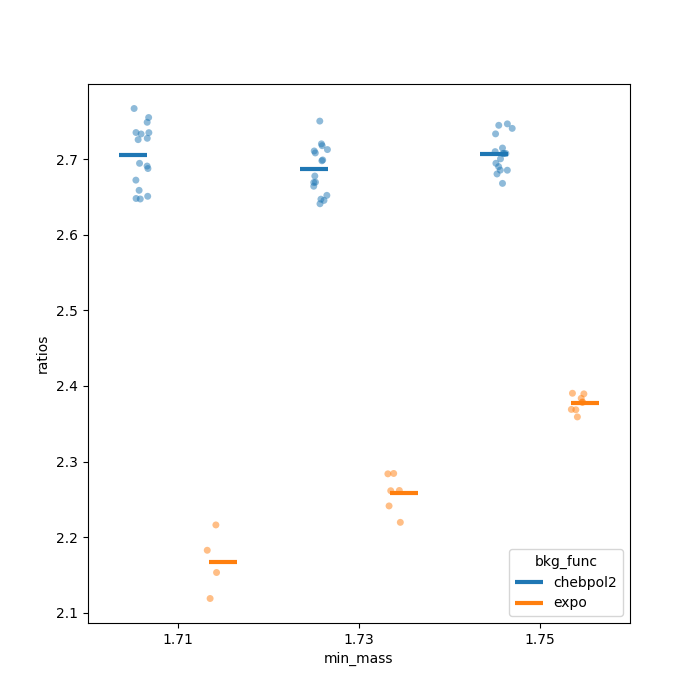 2.7
2.6
2.5
2.4
2.3
2.2
2.1
ratios
1.71
1.73
1.75
min_mass
bkg_func
chebpol2
expo